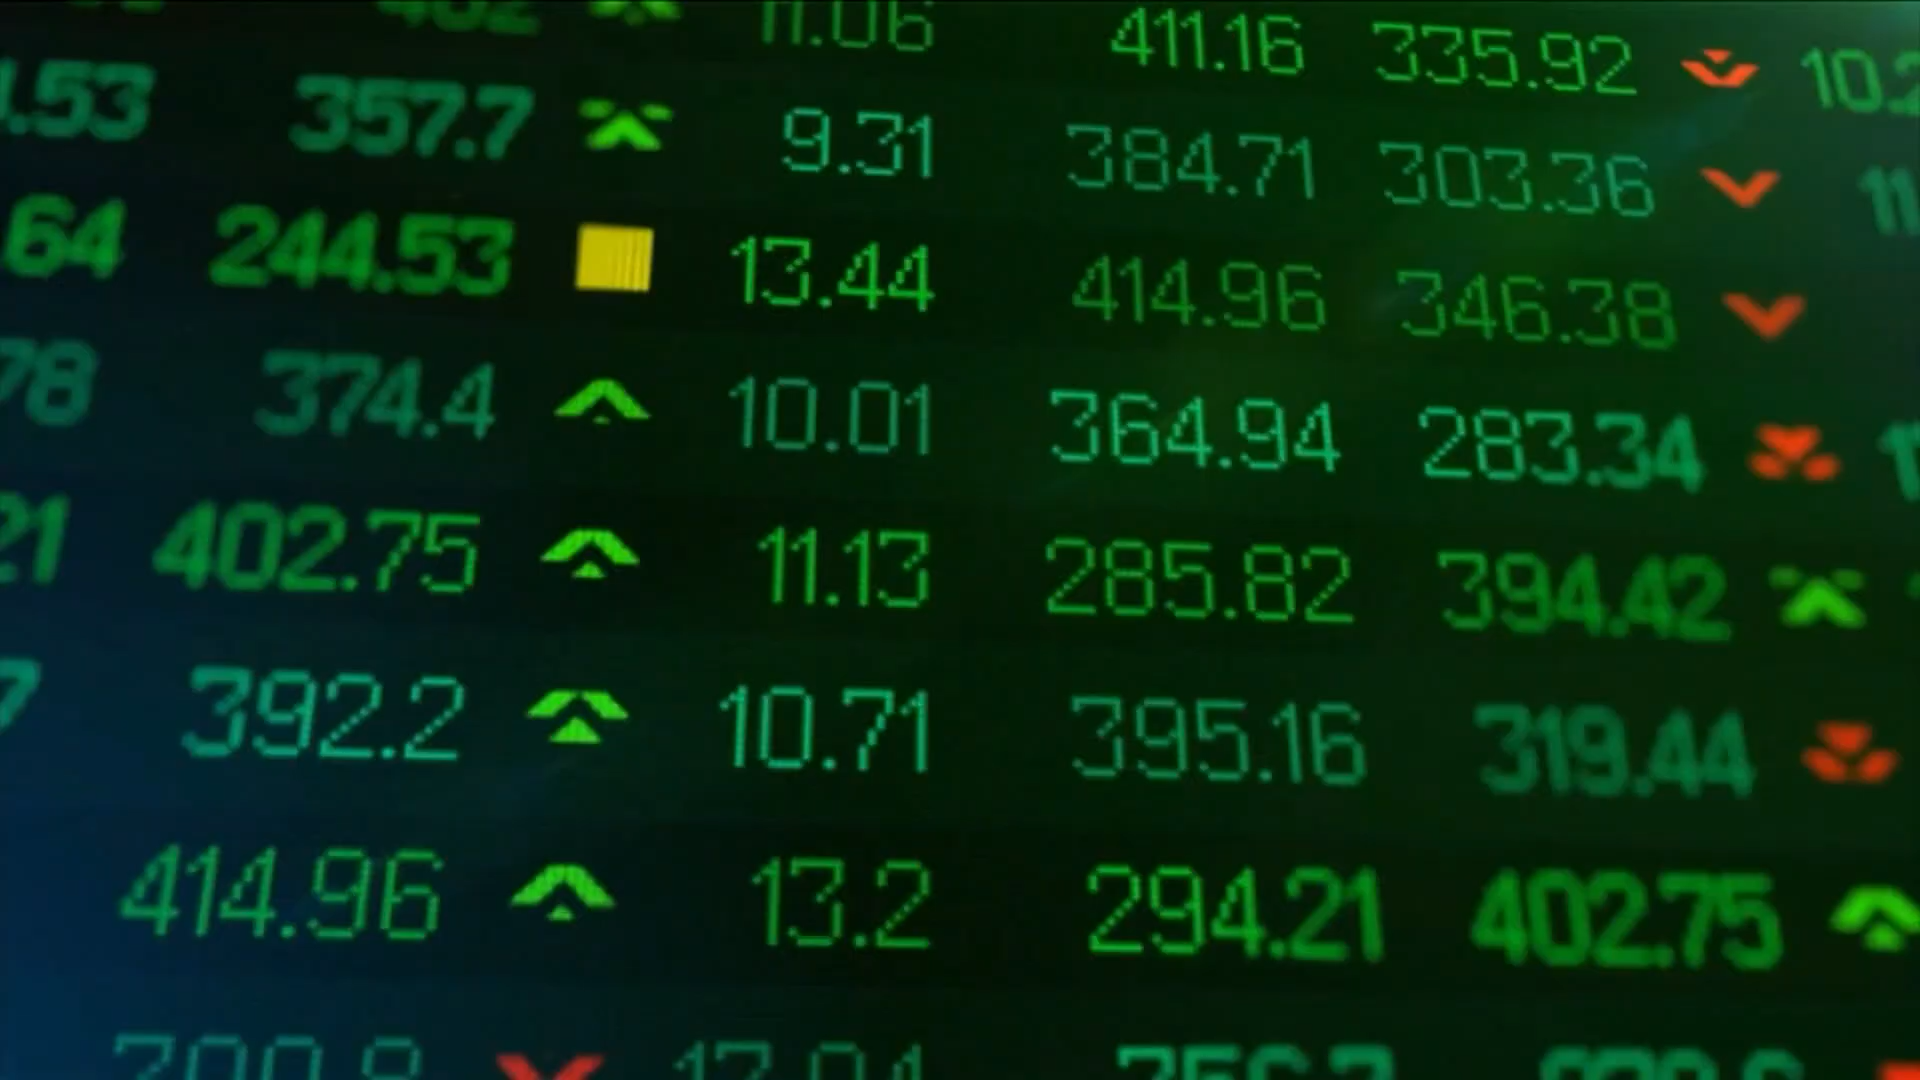 402 11.06 411.16 335.92
.53 357.7 9.31 384.71 303.36
64 244.53 13.44 414.96 346.38
78 374.4 10.01 364.94 283.34
21 402.75 11.13 285.82 394.42
7 392.2 10.71 395.16 319.44
414.96 13.2 294.21 402.75